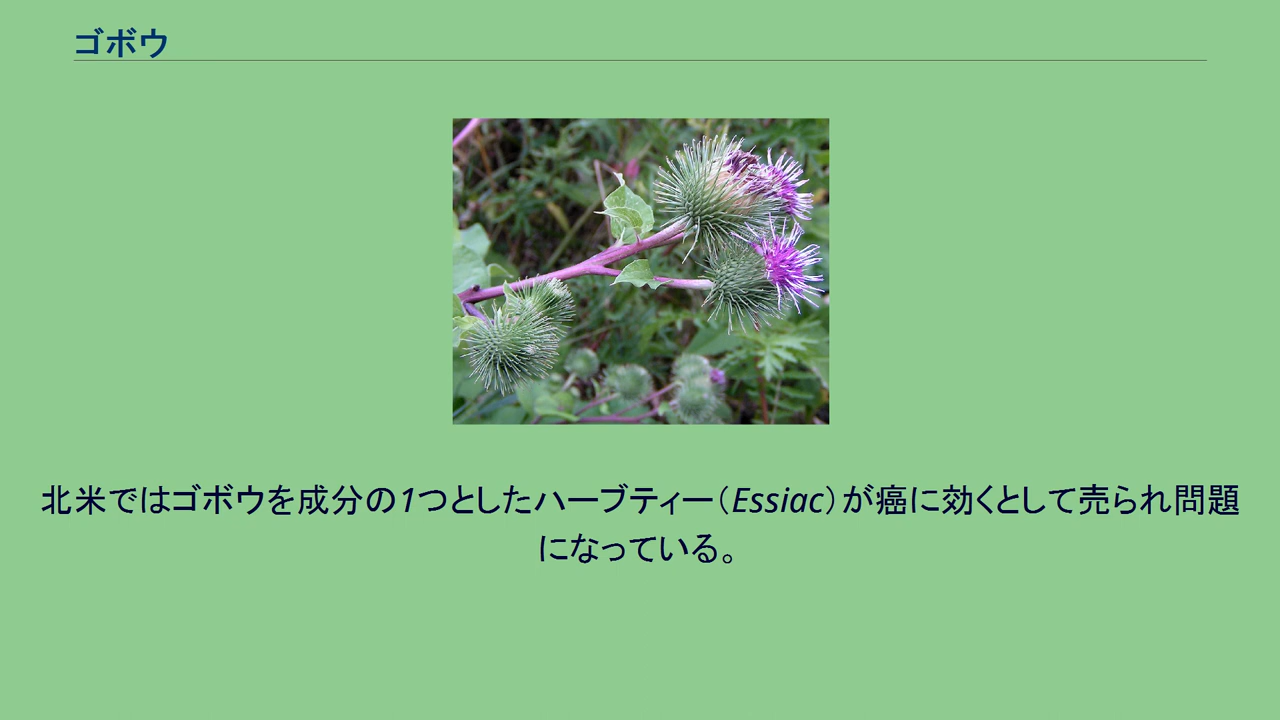 ゴボウ
北米ではゴボウを成分の1つとしたハーブティー（Essiac）が癌に効くとして売られ問題
になっている。